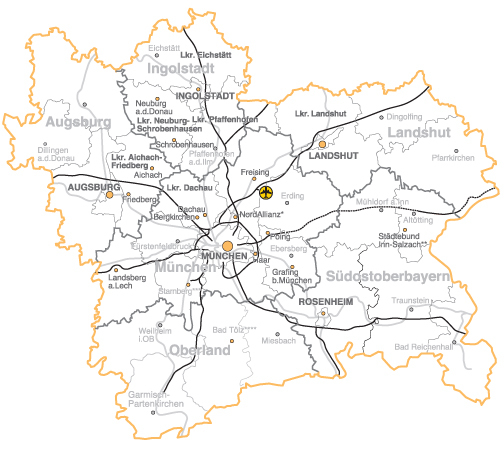 Eichstätt
Lkr. Eichstätt
Ingolstadt
INGOLSTADT
Neuburg
a.d.Donau
Lkr. Neuburg-
Schrobenhausen
Lkr. Pfaffenhofen
Lkr. Landshut
Dingolfing
Augsburg
Landshut
Schrobenhausen
Pfaffenhofen
a.d. Ilm
Dillingen
a.d.Donau
LANDSHUT
Pfarrkirchen
Lkr. Aichach-
Friedberg
Aichach
Freising
AUGSBURG
Friedberg
Lkr. Dachau
Erding
Mühldorf a.Inn
Dachau
Bergkirchen
NordAllianz*
Altötting
Städtebund
Inn-Salzach**
Poing
Fürstenfeldbruck
Ebersberg
MÜNCHEN
Haar
München
Grafing
b.München
Landsberg
a.Lech
Südostoberbayern
Starnberg***
ROSENHEIM
Traunstein
Weilheim
i.OB
Bad Tölz****
Miesbach
Bad Reichenhall
Oberland
Garmisch-
Partenkirchen